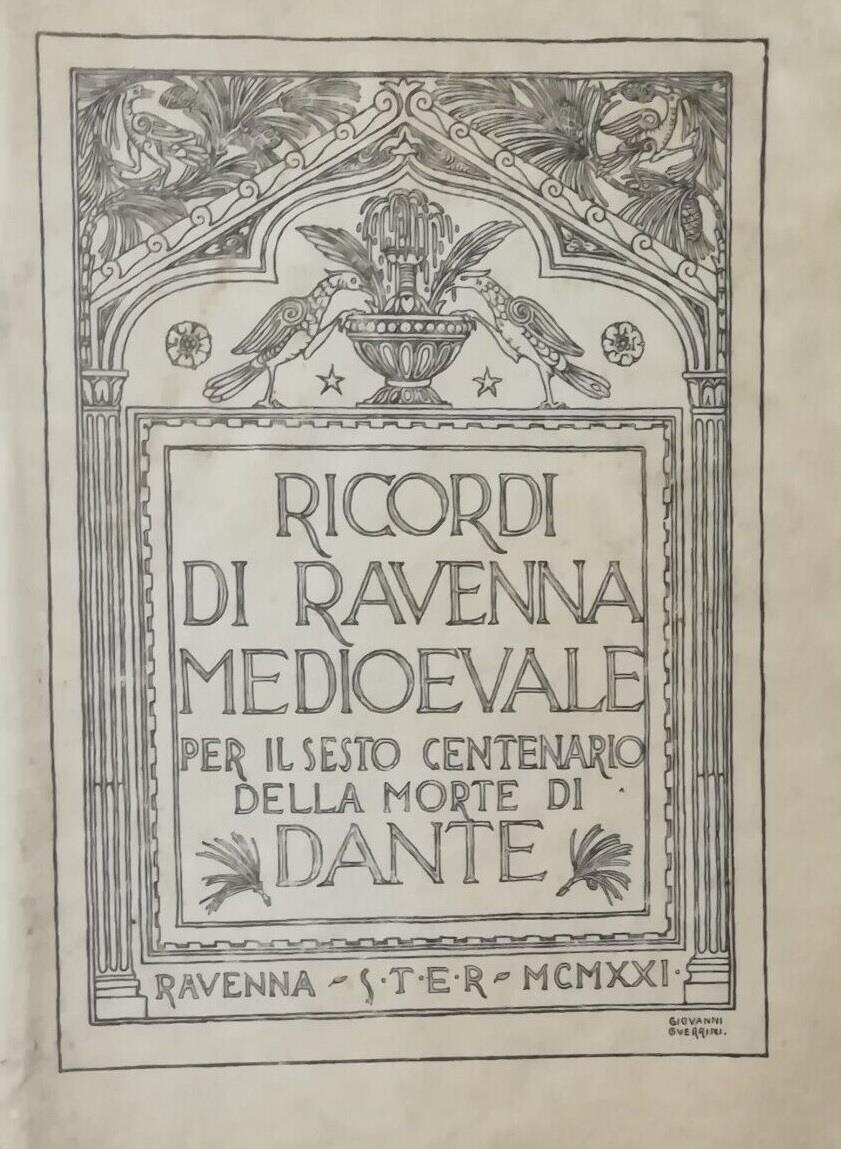 RICORDI
DI RAVENNA
MEDIOEVALE
PER IL SESTO CENTENARIO
DELLA MORTE DI
DANTE
RAVENNA - S·T·E·R - MCMXXI·
GIOVANNI
GUERRINI.